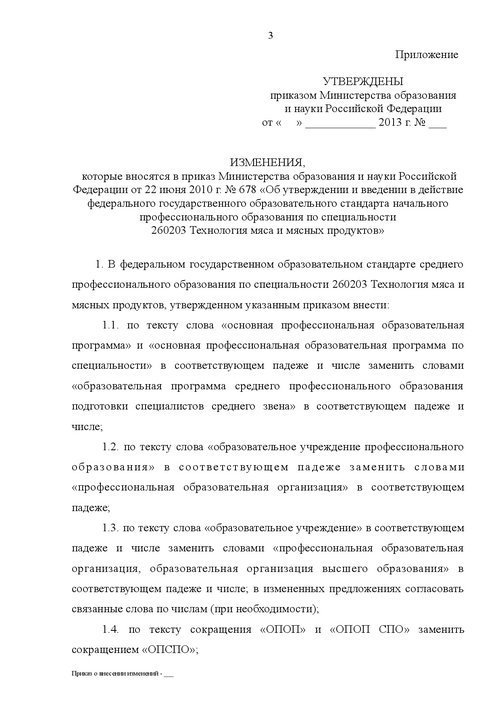 3
Приложение
УТВЕРЖДЕНЫ
приказом Министерства образования
и науки Российской Федерации
от « » ____________ 2013 г. № ___
ИЗМЕНЕНИЯ,
которые вносятся в приказ Министерства образования и науки Российской
Федерации от 22 июня 2010 г. № 678 «Об утверждении и введении в действие
федерального государственного образовательного стандарта начального
профессионального образования по специальности
260203 Технология мяса и мясных продуктов»
1. В федеральном государственном образовательном стандарте среднего
профессионального образования по специальности 260203 Технология мяса и
мясных продуктов, утвержденном указанным приказом внести:
1.1. по тексту слова «основная профессиональная образовательная
программа» и «основная профессиональная образовательная программа по
специальности» в соответствующем падеже и числе заменить словами
«образовательная программа среднего профессионального образования
подготовки специалистов среднего звена» в соответствующем падеже и
числе;
1.2. по тексту слова «образовательное учреждение профессионального
образования» в соответствующем падеже заменить словами
«профессиональная образовательная организация» в соответствующем
падеже;
1.3. по тексту слова «образовательное учреждение» в соответствующем
падеже и числе заменить словами «профессиональная образовательная
организация, образовательная организация высшего образования» в
соответствующем падеже и числе; в измененных предложениях согласовать
связанные слова по числам (при необходимости);
1.4. по тексту сокращения «ОПОП» и «ОПОП СПО» заменить
сокращением «ОПСПО»;
Приказ о внесении изменений - ___